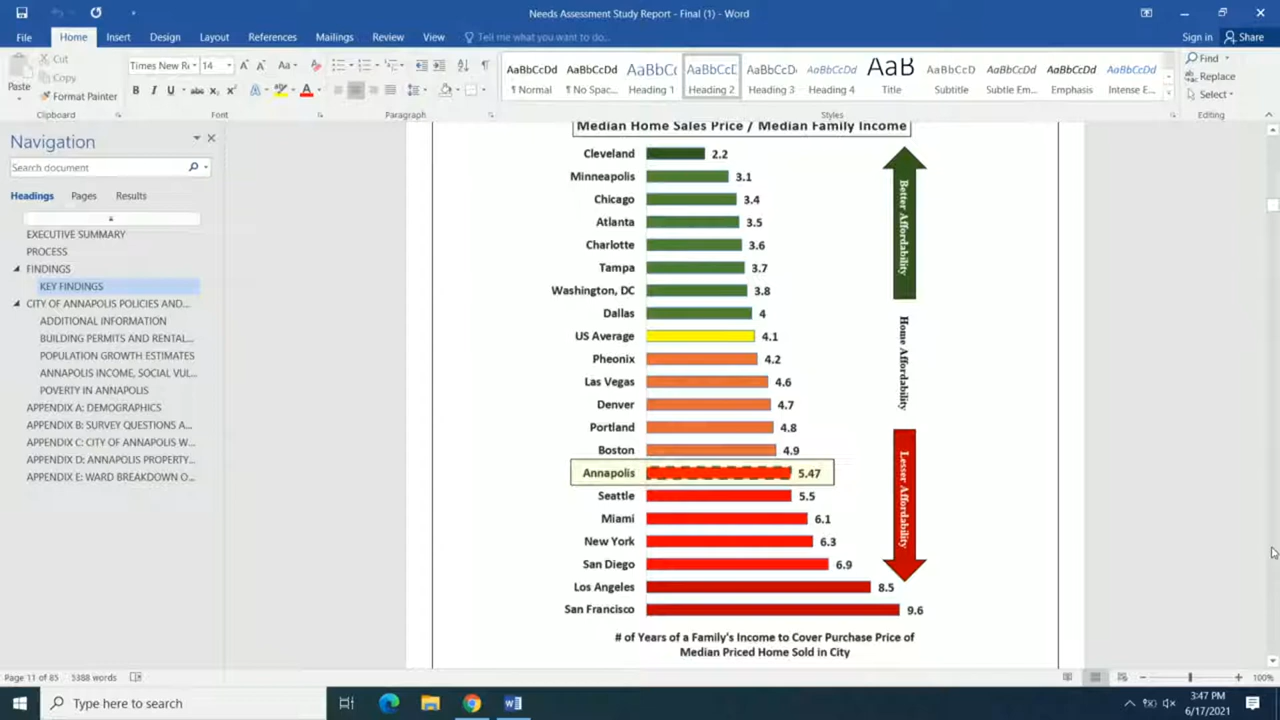 Needs Assessment Study Report - Final (1) - Word
File Home Insert Design Layout References Mailings Review View Tell me what you want to do... Sign in Share
Paste
Cut
Copy
Format Painter
Clipboard
Times New Ro 14
Font
Paragraph
AaBbCcDd AaBbCcDd AaBbC AaBbCcD AaBbCcDd AaBbCcDd AaB AaBbCcD AaBbCcDd AaBbCcDd AaBbCcDd
¶ Normal ¶ No Spac... Heading 1 Heading 2 Heading 3 Heading 4 Title Subtitle Subtle Em... Emphasis Intense E...
Styles
Find
Replace
Select
Editing
Navigation
Search document
Headings Pages Results
EXECUTIVE SUMMARY
PROCESS
FINDINGS
KEY FINDINGS
CITY OF ANNAPOLIS POLICIES AND...
ADDITIONAL INFORMATION
BUILDING PERMITS AND RENTAL...
POPULATION GROWTH ESTIMATES
ANNAPOLIS INCOME, SOCIAL VUL...
POVERTY IN ANNAPOLIS
APPENDIX A: DEMOGRAPHICS
APPENDIX B: SURVEY QUESTIONS A...
APPENDIX C: CITY OF ANNAPOLIS W...
APPENDIX D: ANNAPOLIS PROPERTY...
APPENDIX E: WARD BREAKDOWN O...
Median Home Sales Price / Median Family Income
Cleveland 2.2
Minneapolis 3.1
Chicago 3.4
Atlanta 3.5
Charlotte 3.6
Tampa 3.7
Washington, DC 3.8
Dallas 4
US Average 4.1
Pheonix 4.2
Las Vegas 4.6
Denver 4.7
Portland 4.8
Boston 4.9
Annapolis 5.47
Seattle 5.5
Miami 6.1
New York 6.3
San Diego 6.9
Los Angeles 8.5
San Francisco 9.6
Better Affordability
Home Affordability
Lesser Affordability
# of Years of a Family's Income to Cover Purchase Price of
Median Priced Home Sold in City
Page 11 of 85 5388 words 100%
Type here to search
3:47 PM
6/17/2021